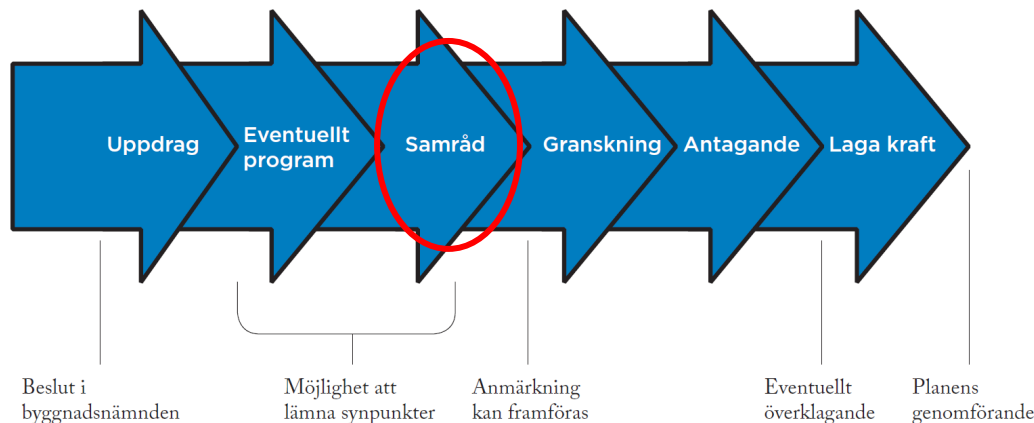 Uppdrag
Eventuellt
program
Samråd
Granskning
Antagande
Laga kraft
Beslut i
byggnadsnämnden
Möjlighet att
lämna synpunkter
Anmärkning
kan framföras
Eventuellt
överklagande
Planens
genomförande